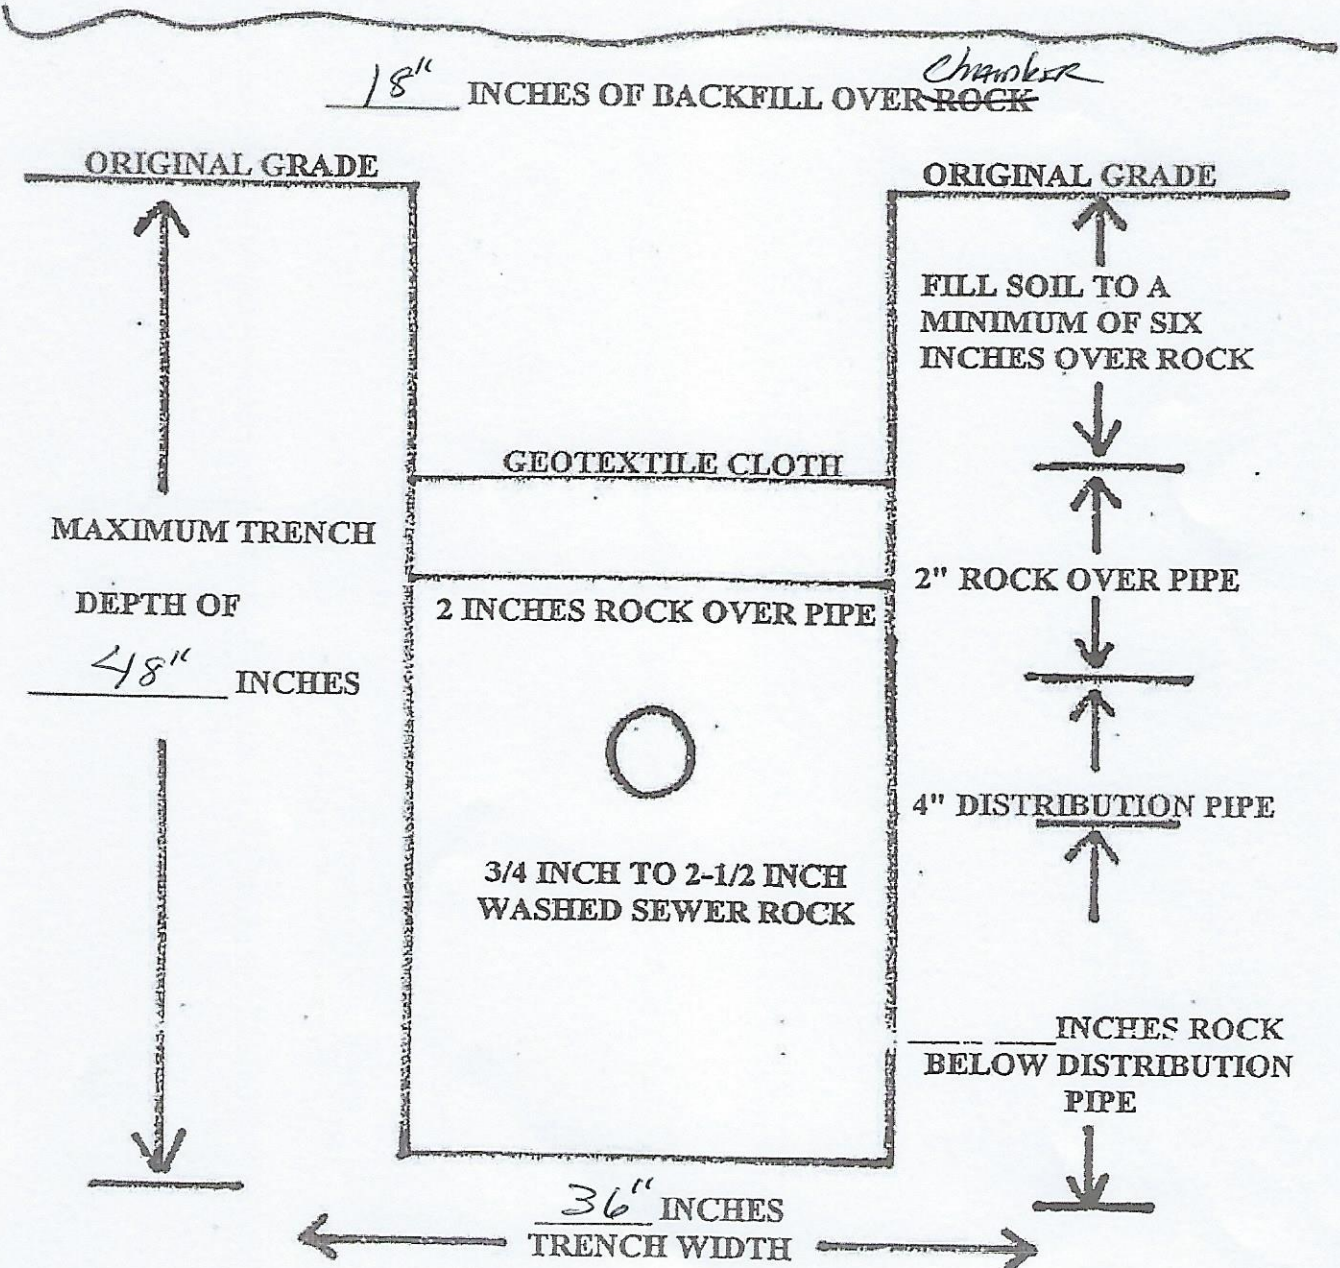 Chamber
18" INCHES OF BACKFILL OVER ROCK
ORIGINAL GRADE
ORIGINAL GRADE
FILL SOIL TO A
MINIMUM OF SIX
INCHES OVER ROCK
GEOTEXTILE CLOTH
MAXIMUM TRENCH
DEPTH OF
48" INCHES
2" ROCK OVER PIPE
2 INCHES ROCK OVER PIPE
4" DISTRIBUTION PIPE
3/4 INCH TO 2-1/2 INCH
WASHED SEWER ROCK
INCHES ROCK
BELOW DISTRIBUTION
PIPE
36" INCHES
TRENCH WIDTH